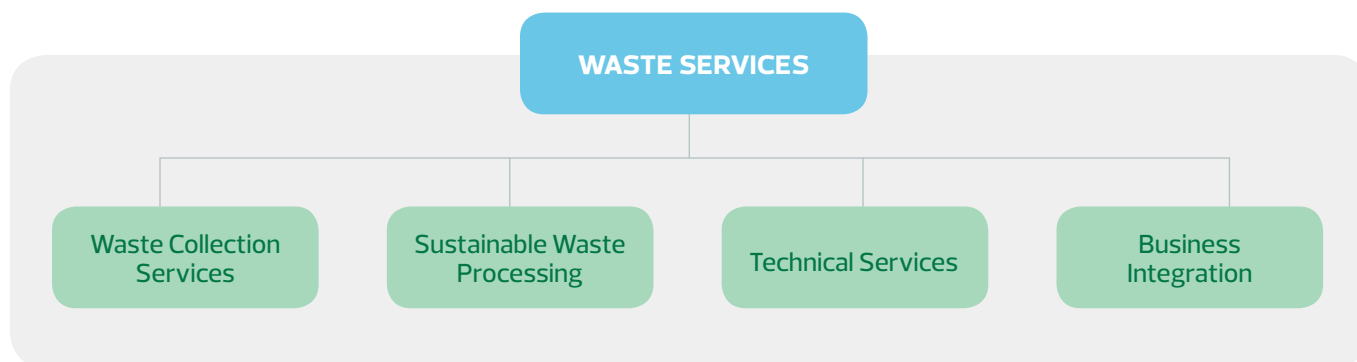 WASTE SERVICES
Waste Collection
Services
Sustainable Waste
Processing
Technical Services
Business
Integration